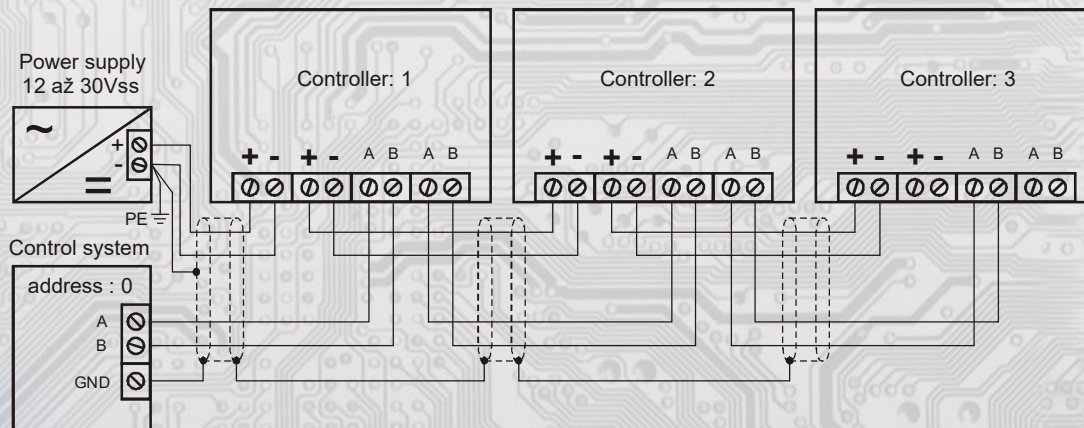 Power supply
12 až 30Vss
~
+
-
=
PE
Control system
address : 0
A
B
GND
Controller: 1
+ - + - A B A B
Controller: 2
+ - + - A B A B
Controller: 3
+ - + - A B A B